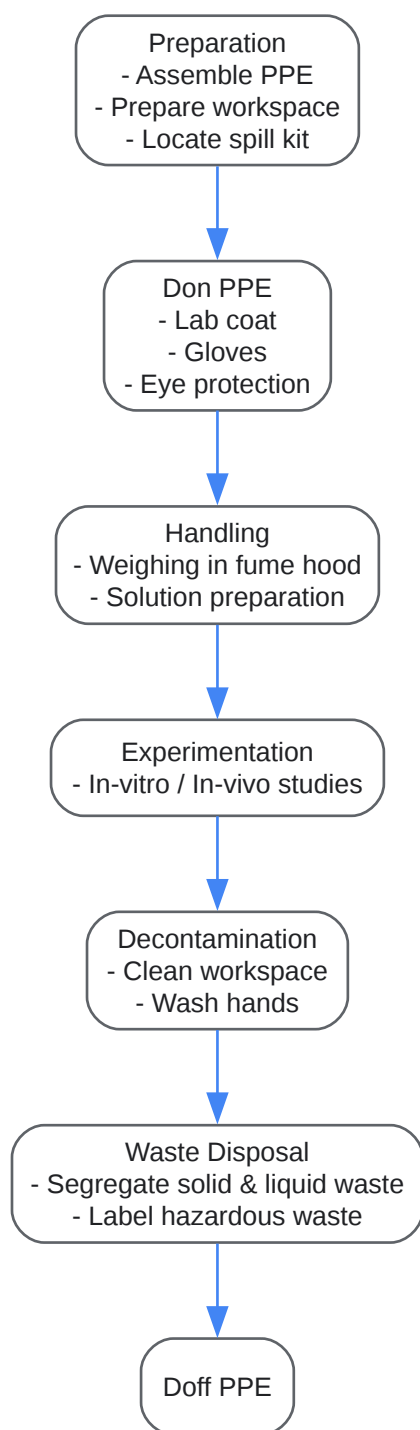 Preparation
- Assemble PPE
- Prepare workspace
- Locate spill kit
Don PPE
- Lab coat
- Gloves
- Eye protection
Handling
- Weighing in fume hood
- Solution preparation
Experimentation
- In-vitro / In-vivo studies
Decontamination
- Clean workspace
- Wash hands
Waste Disposal
- Segregate solid & liquid waste
- Label hazardous waste
Doff PPE